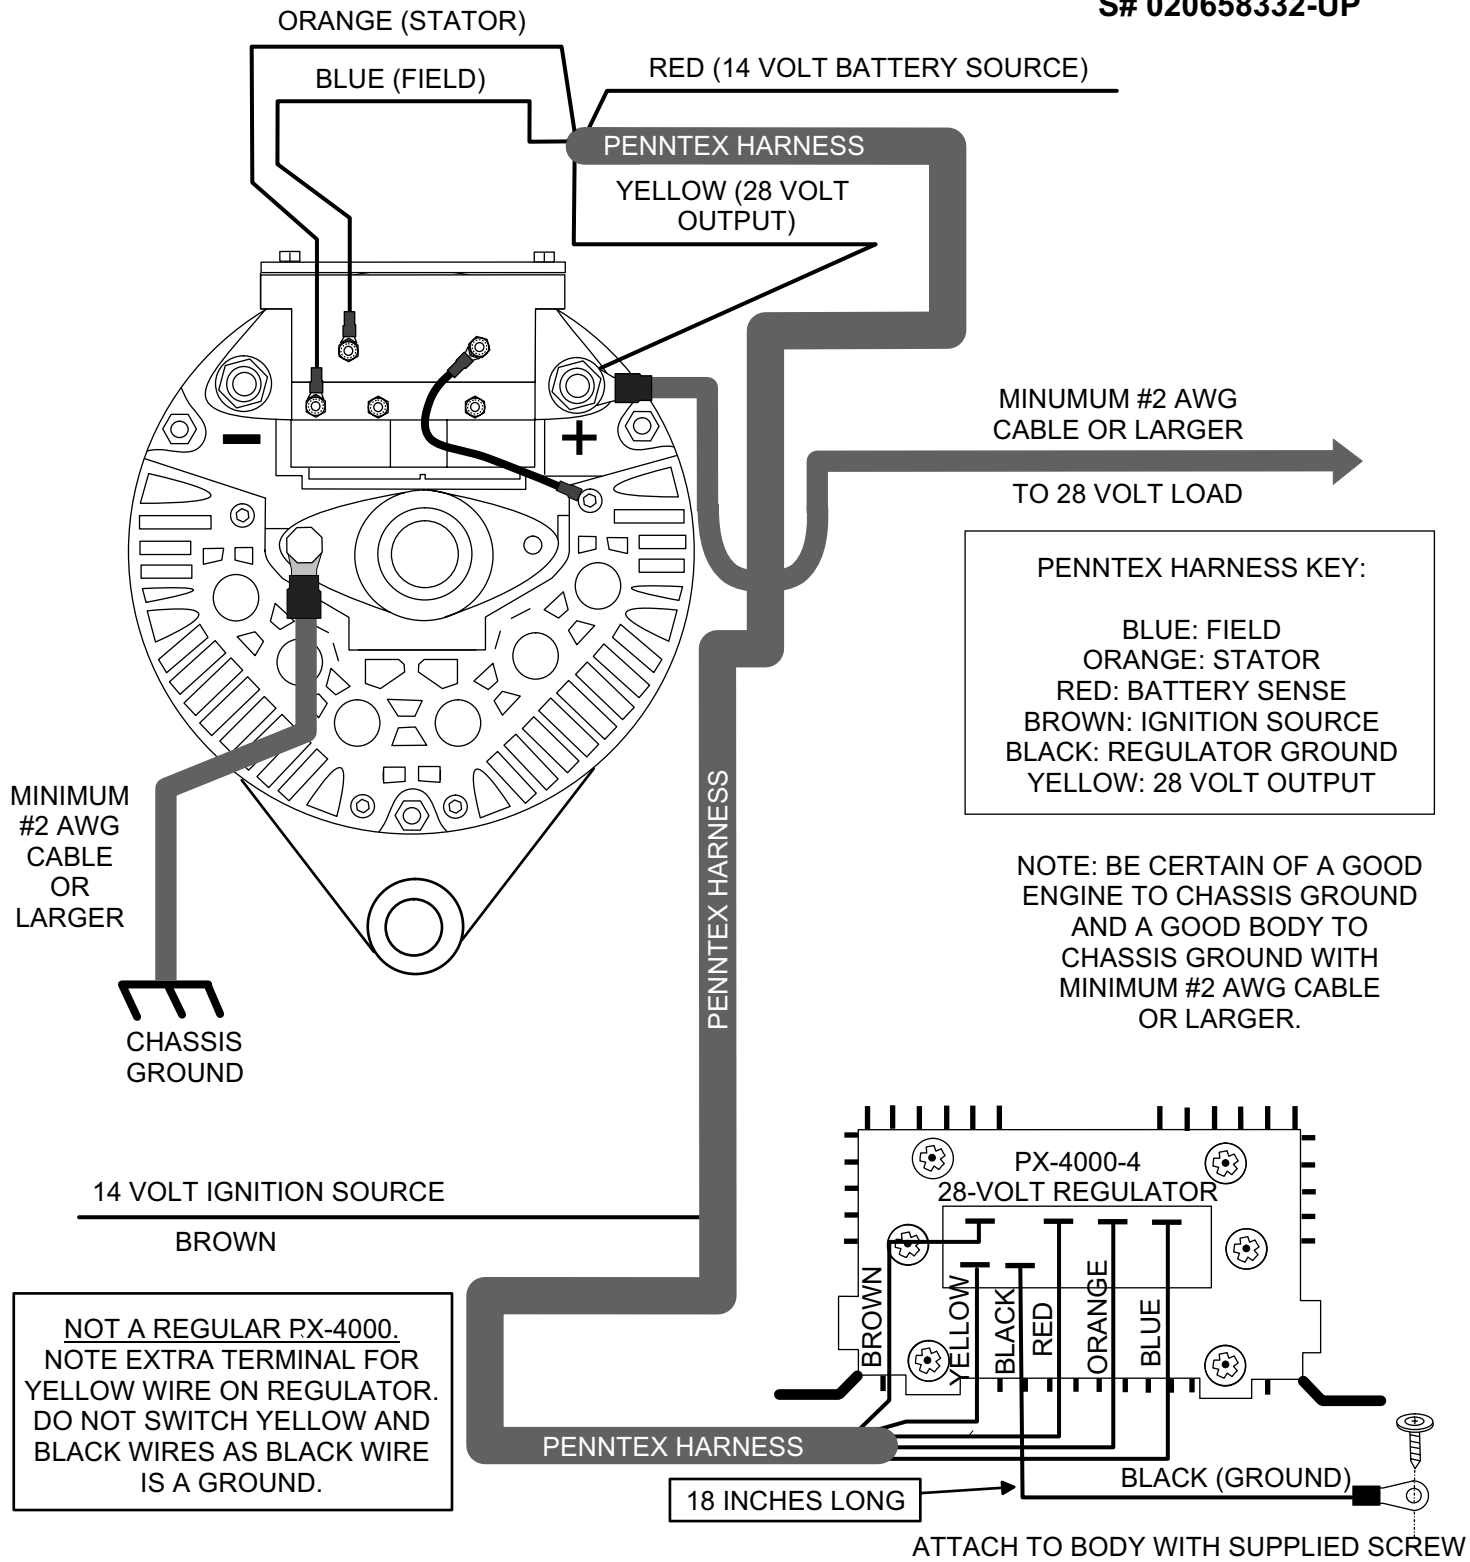 S# 020658332-UP
ORANGE (STATOR)
BLUE (FIELD)
RED (14 VOLT BATTERY SOURCE)
PENNTEX HARNESS
YELLOW (28 VOLT
OUTPUT)
MINUMUM #2 AWG
CABLE OR LARGER
TO 28 VOLT LOAD
PENNTEX HARNESS KEY:
BLUE: FIELD
ORANGE: STATOR
RED: BATTERY SENSE
BROWN: IGNITION SOURCE
BLACK: REGULATOR GROUND
YELLOW: 28 VOLT OUTPUT
MINIMUM
#2 AWG
CABLE
OR
LARGER
PENNTEX HARNESS
NOTE: BE CERTAIN OF A GOOD
ENGINE TO CHASSIS GROUND
AND A GOOD BODY TO
CHASSIS GROUND WITH
MINIMUM #2 AWG CABLE
OR LARGER.
CHASSIS
GROUND
14 VOLT IGNITION SOURCE
BROWN
PX-4000-4
28-VOLT REGULATOR
BROWN
YELLOW
BLACK
RED
ORANGE
BLUE
NOT A REGULAR PX-4000.
NOTE EXTRA TERMINAL FOR
YELLOW WIRE ON REGULATOR.
DO NOT SWITCH YELLOW AND
BLACK WIRES AS BLACK WIRE
IS A GROUND.
PENNTEX HARNESS
18 INCHES LONG
BLACK (GROUND)
ATTACH TO BODY WITH SUPPLIED SCREW